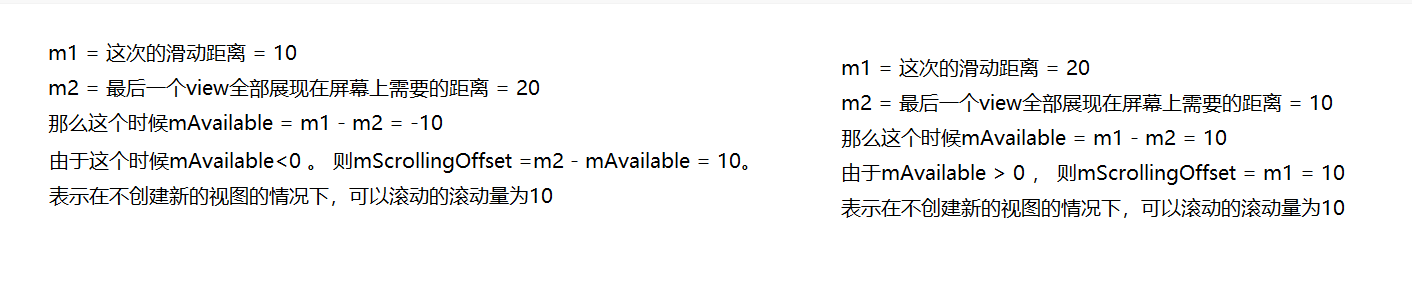 m1 = 这次的滑动距离 = 10
m2 = 最后一个view全部展现在屏幕上需要的距离 = 20
那么这个时候mAvailable = m1 - m2 = -10
由于这个时候mAvailable<0 。 则mScrollingOffset =m2 - mAvailable = 10。
表示在不创建新的视图的情况下，可以滚动的滚动量为10
m1 = 这次的滑动距离 = 20
m2 = 最后一个view全部展现在屏幕上需要的距离 = 10
那么这个时候mAvailable = m1 - m2 = 10
由于mAvailable > 0 ， 则mScrollingOffset = m1 = 10
表示在不创建新的视图的情况下，可以滚动的滚动量为10